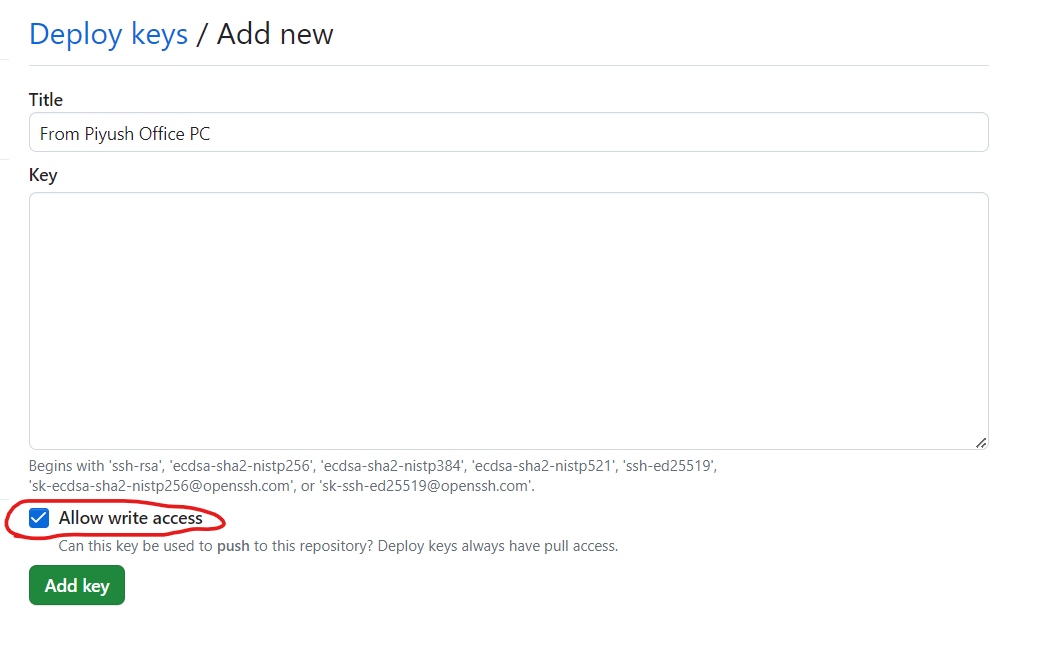 Deploy keys / Add new
Title
From Piyush Office PC
Key
Begins with 'ssh-rsa', 'ecdsa-sha2-nistp256', 'ecdsa-sha2-nistp384', 'ecdsa-sha2-nistp521', 'ssh-ed25519',
'sk-ecdsa-sha2-nistp256@openssh.com', or 'sk-ssh-ed25519@openssh.com'.
Allow write access
Can this key be used to push to this repository? Deploy keys always have pull access.
Add key